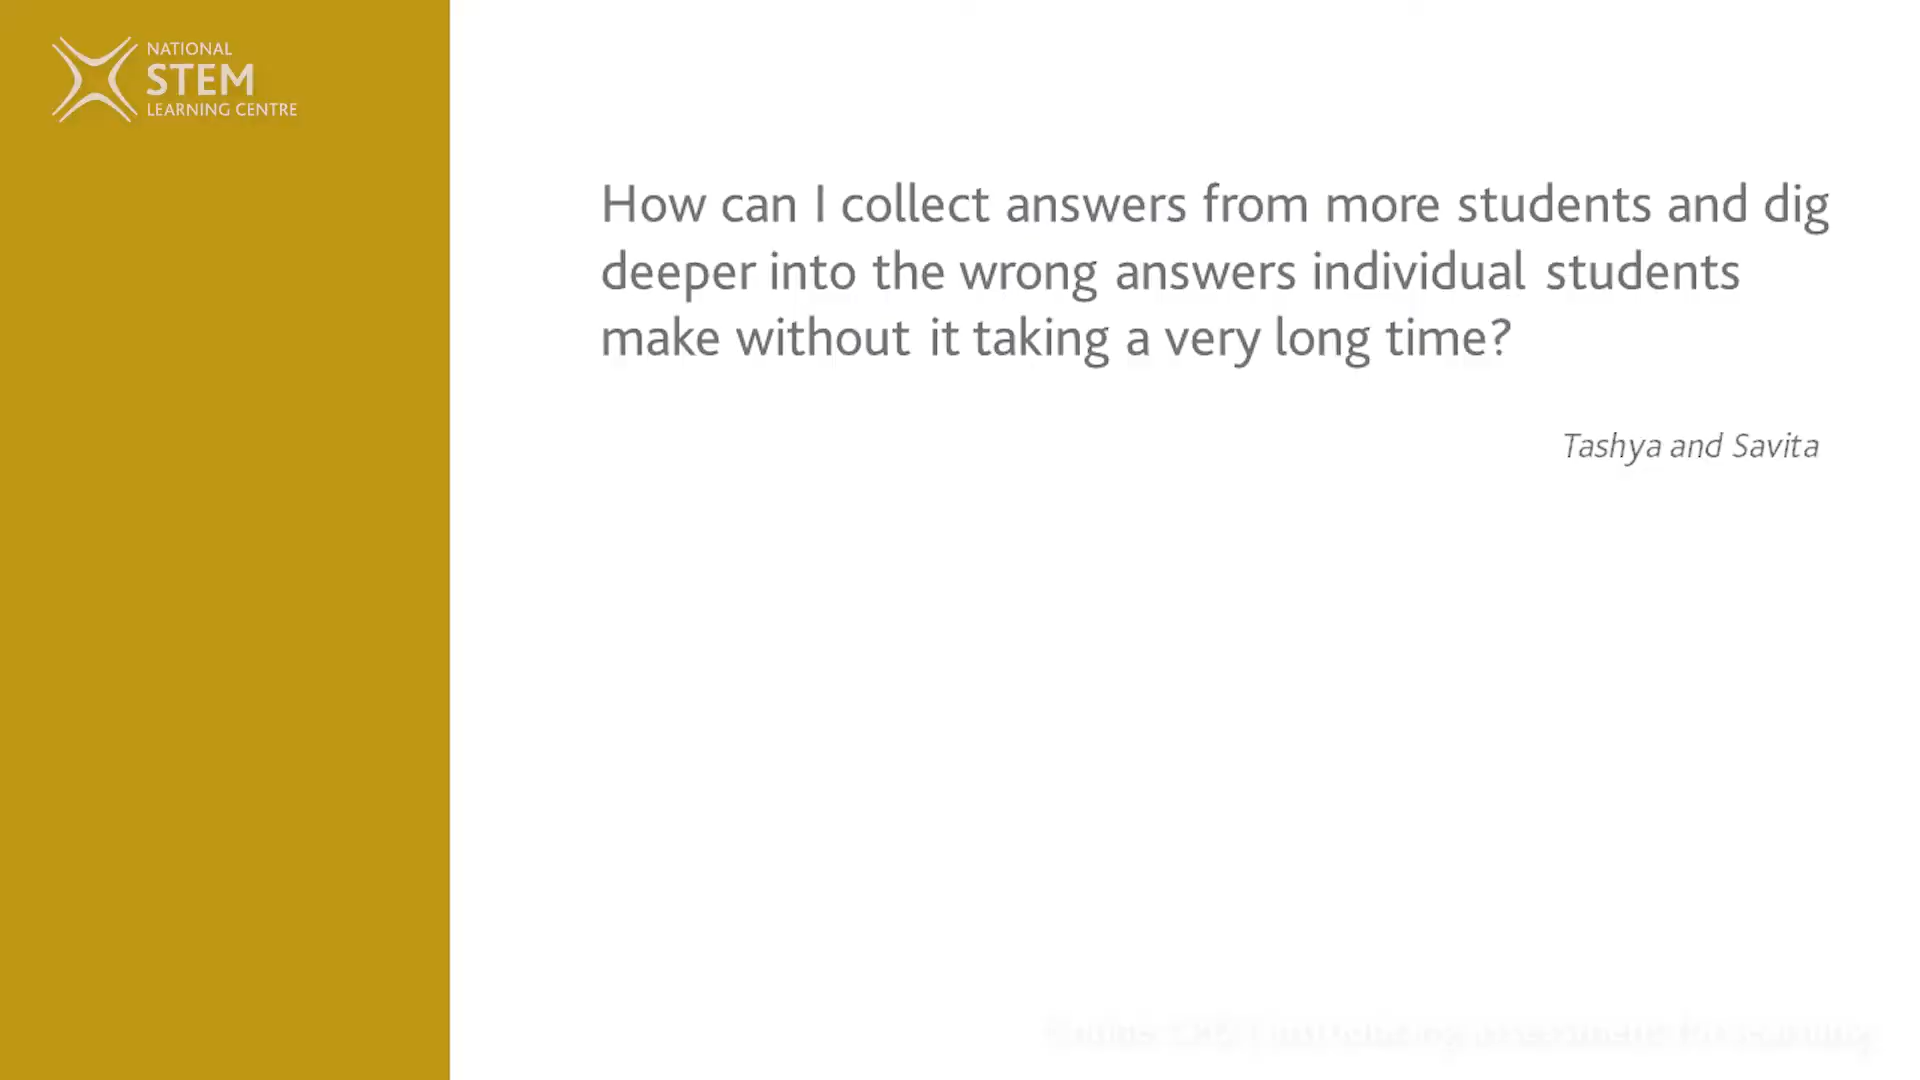 NATIONAL
STEM
LEARNING CENTRE
How can I collect answers from more students and dig
deeper into the wrong answers individual students
make without it taking a very long time?
Tashya and Savita